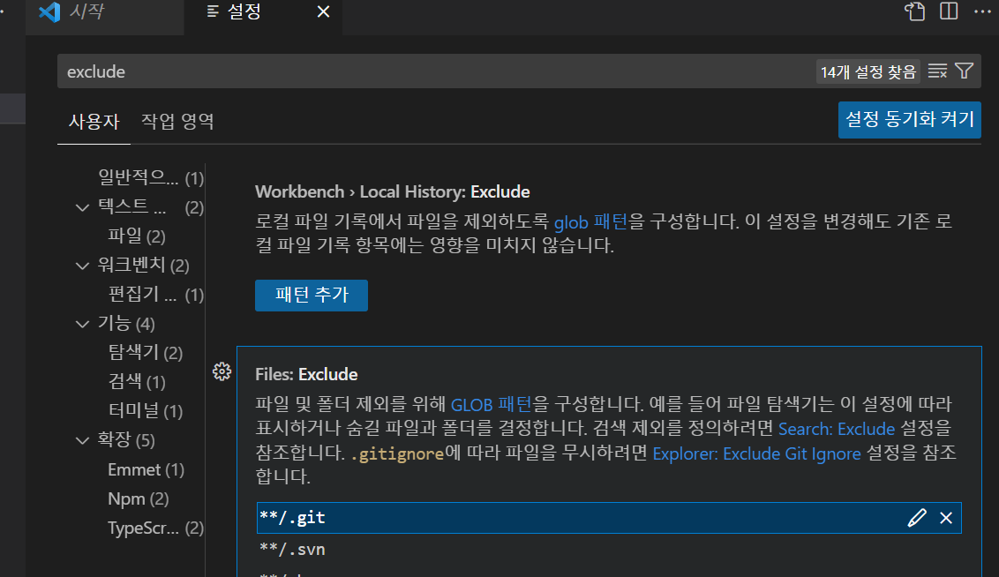 시작
설정
exclude
14개 설정 찾음
사용자
작업 영역
설정 동기화 켜기
일반적으... (1)
텍스트 ... (2)
파일 (2)
워크벤치 (2)
편집기 ... (1)
기능 (4)
탐색기 (2)
검색 (1)
터미널 (1)
확장 (5)
Emmet (1)
Npm (2)
TypeScr... (2)
Workbench › Local History: Exclude
로컬 파일 기록에서 파일을 제외하도록 glob 패턴을 구성합니다. 이 설정을 변경해도 기존 로
컬 파일 기록 항목에는 영향을 미치지 않습니다.
패턴 추가
Files: Exclude
파일 및 폴더 제외를 위해 GLOB 패턴을 구성합니다. 예를 들어 파일 탐색기는 이 설정에 따라
표시하거나 숨길 파일과 폴더를 결정합니다. 검색 제외를 정의하려면 Search: Exclude 설정을
참조합니다. .gitignore에 따라 파일을 무시하려면 Explorer: Exclude Git Ignore 설정을 참조
합니다.
**/.git
**/.svn